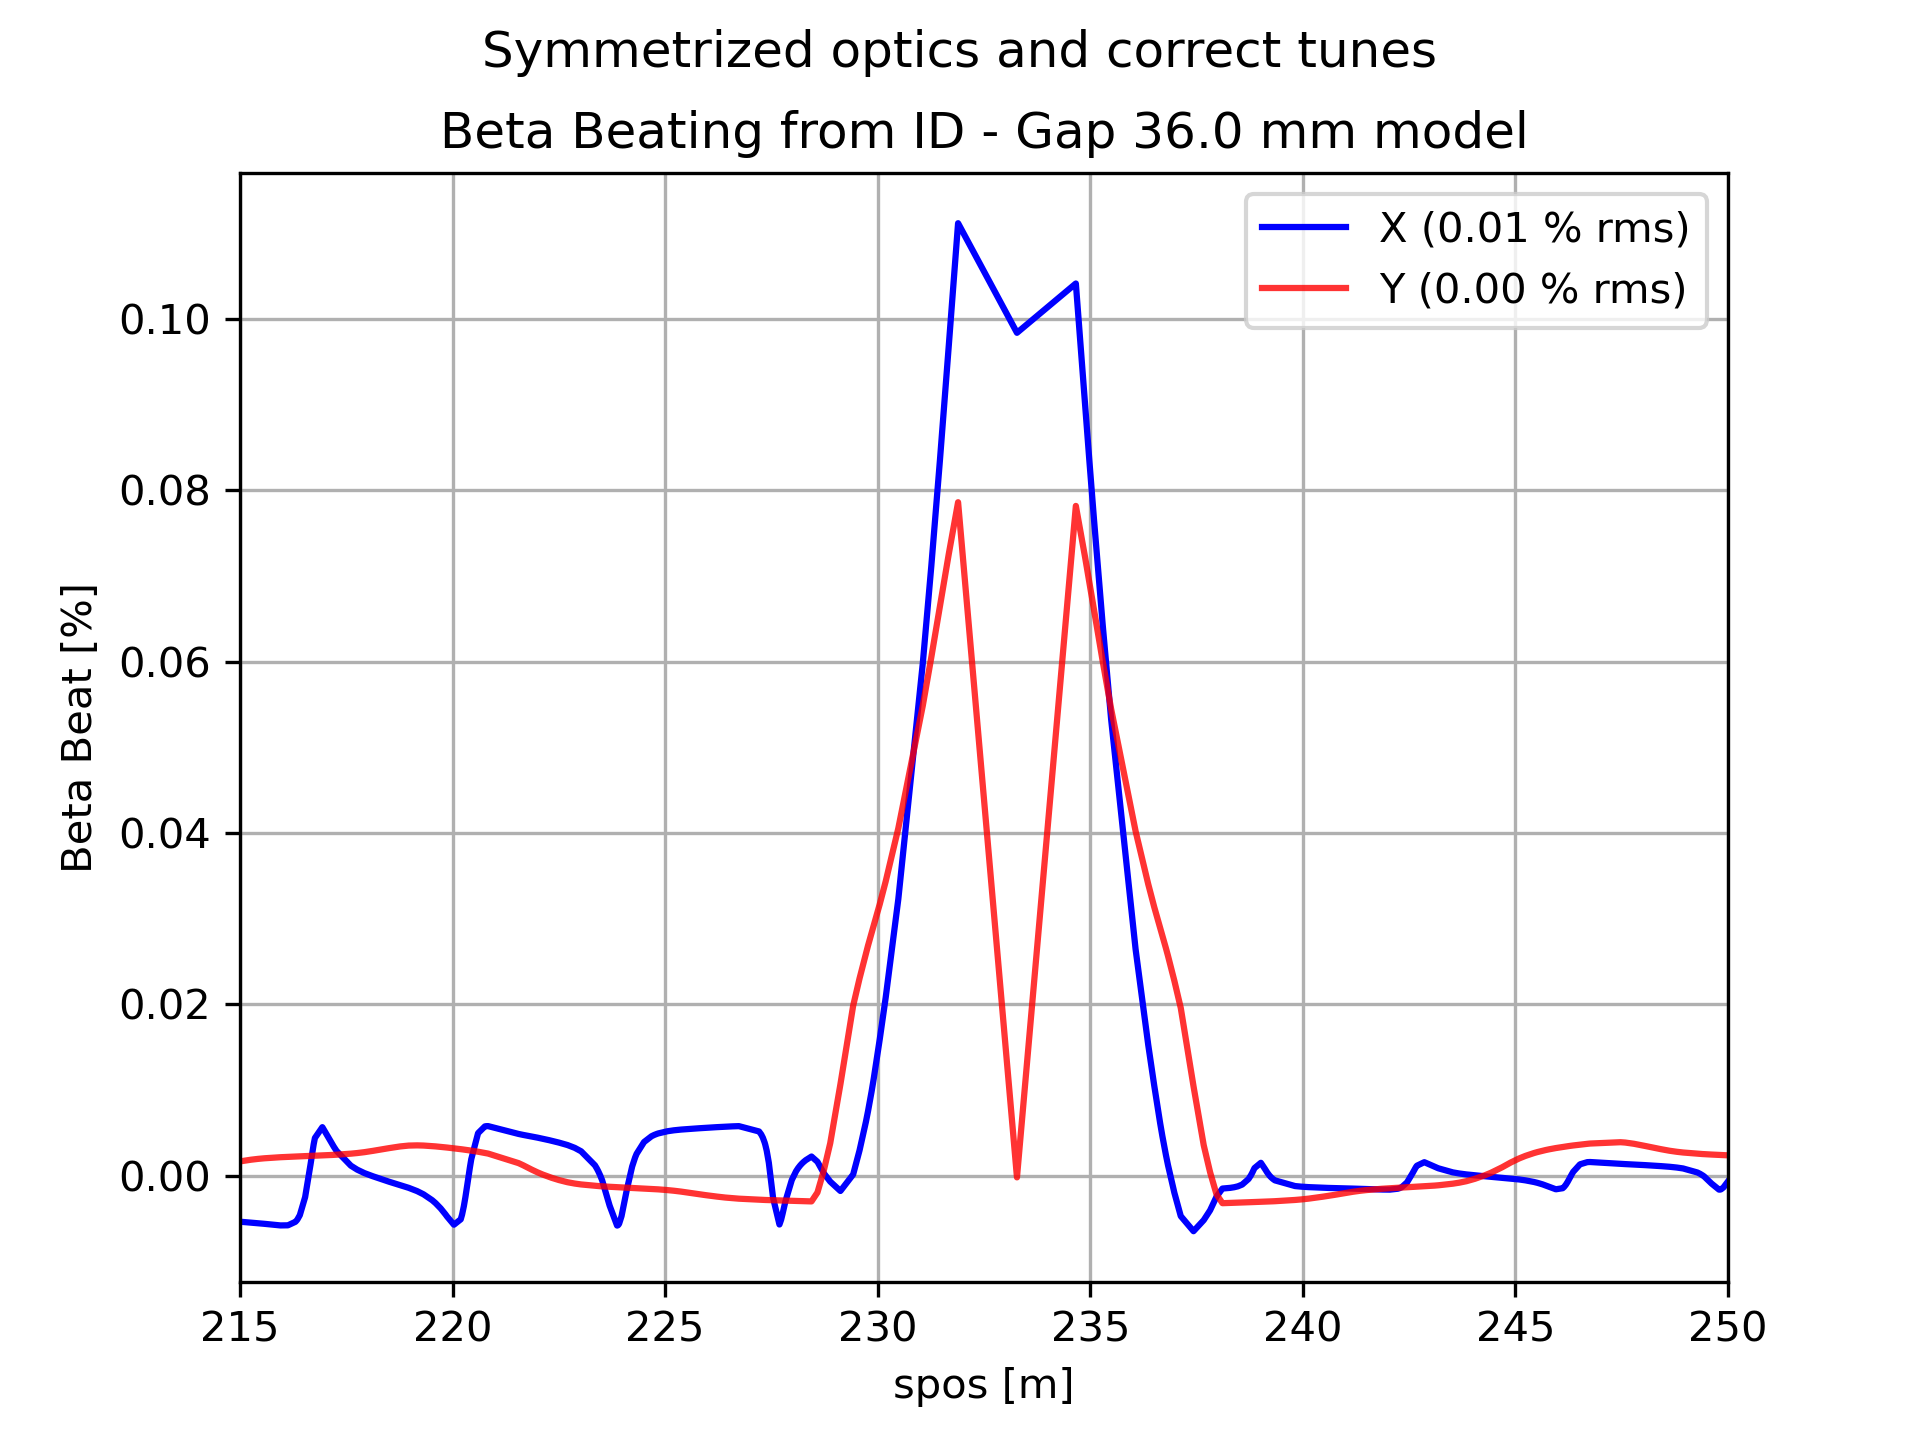 Symmetrized optics and correct tunes
Beta Beating from ID - Gap 36.0 mm model
X (0.01 % rms)
Y (0.00 % rms)
Beta Beat [%]
0.10
0.08
0.06
0.04
0.02
0.00
215 220 225 230 235 240 245 250
spos [m]